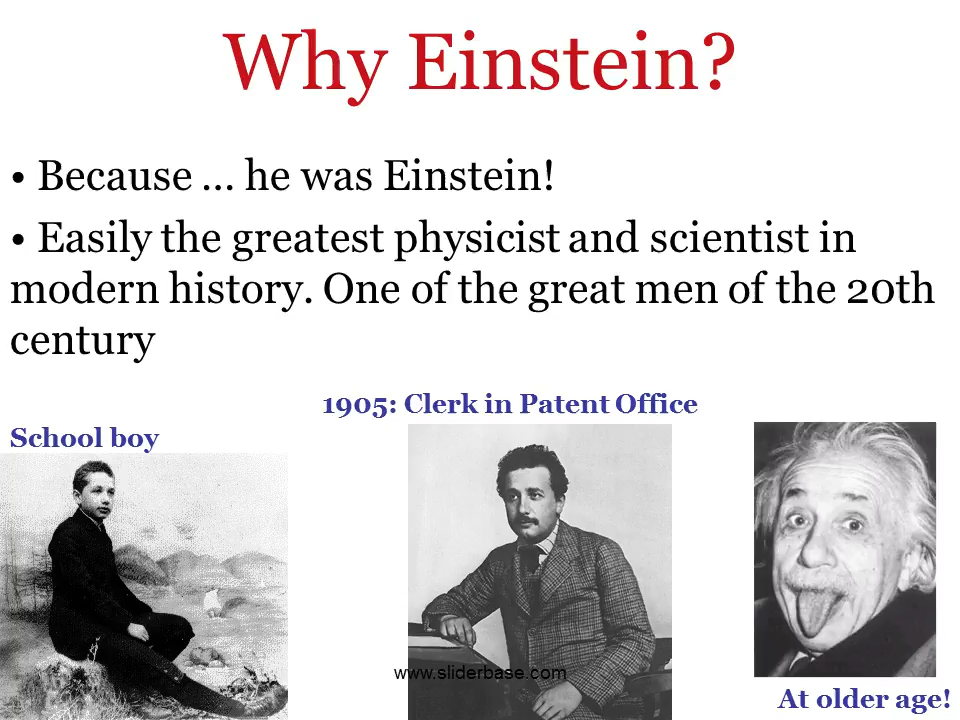 Why Einstein?
• Because ... he was Einstein!
• Easily the greatest physicist and scientist in
modern history. One of the great men of the 20th
century
1905: Clerk in Patent Office
School boy
www.sliderbase.com
At older age!